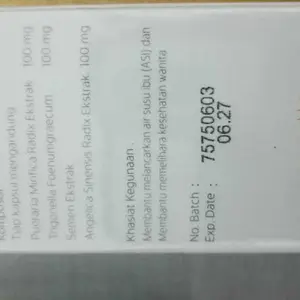 Komposisi
Tiap kapsul mengandung
Pueraria Mirifica Radix Ekstrak 100 mg
Trigonella Foenumgraecum 100 mg
Semen Ekstrak
Angelica Sinensis Radix Ekstrak 100 mg
Khasiat Kegunaan
Membantu melancarkan air susu ibu (ASI) dan
Membantu memelihara kesehatan wanita
No. Batch : 75750603
Exp. Date : 06.27